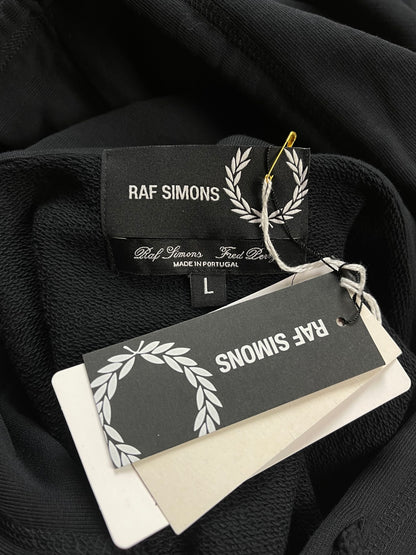 RAF SIMONS
Raf Simons Fred Perry
MADE IN PORTUGAL
L
RAF SIMONS